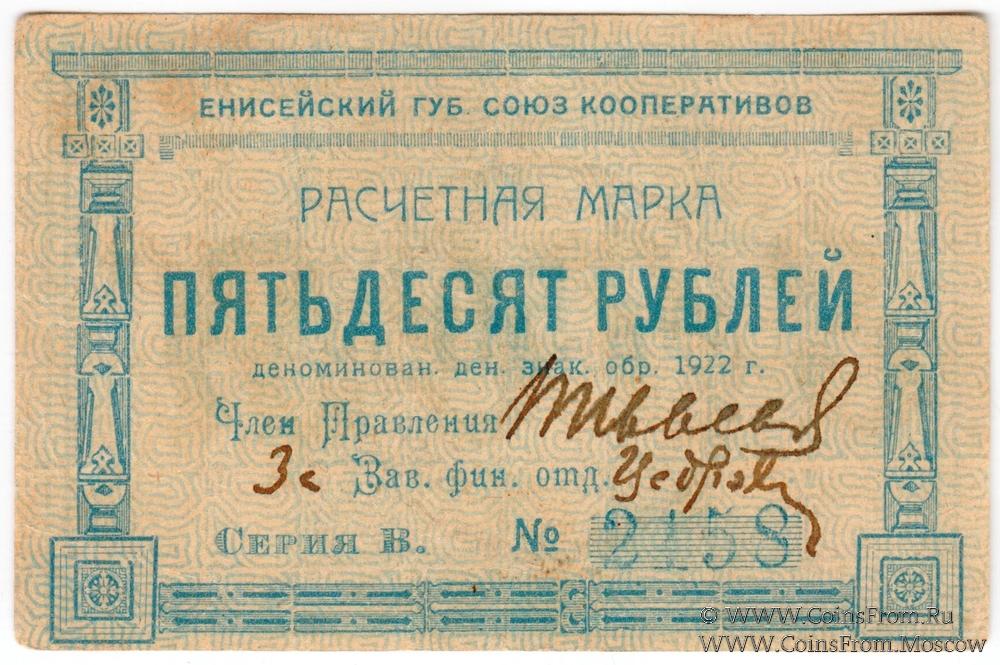 ЕНИСЕЙСКИЙ ГУБ. СОЮЗ КООПЕРАТИВОВ
РАСЧЕТНАЯ МАРКА
ПЯТЬДЕСЯТ РУБЛЕЙ
деноминован. ден. знак. обр. 1922 г.
Член Правления
За Зав. фин. отд.
Серия В. № 2158
© WWW.CoinsFrom.Ru
WWW.CoinsFrom.Moscow